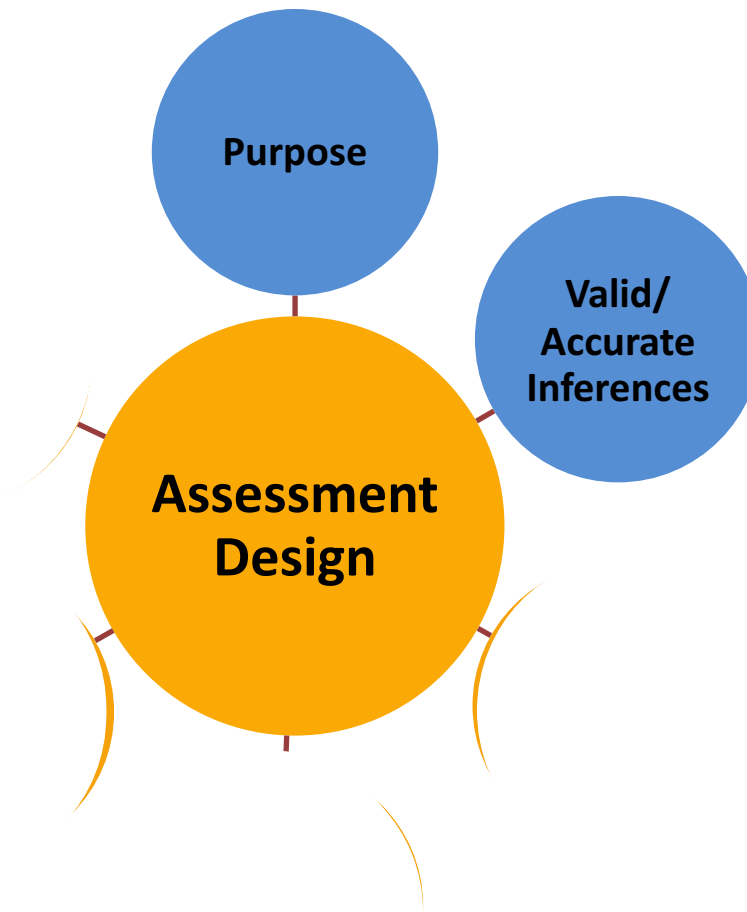 Purpose
Valid/
Accurate
Inferences
Assessment
Design